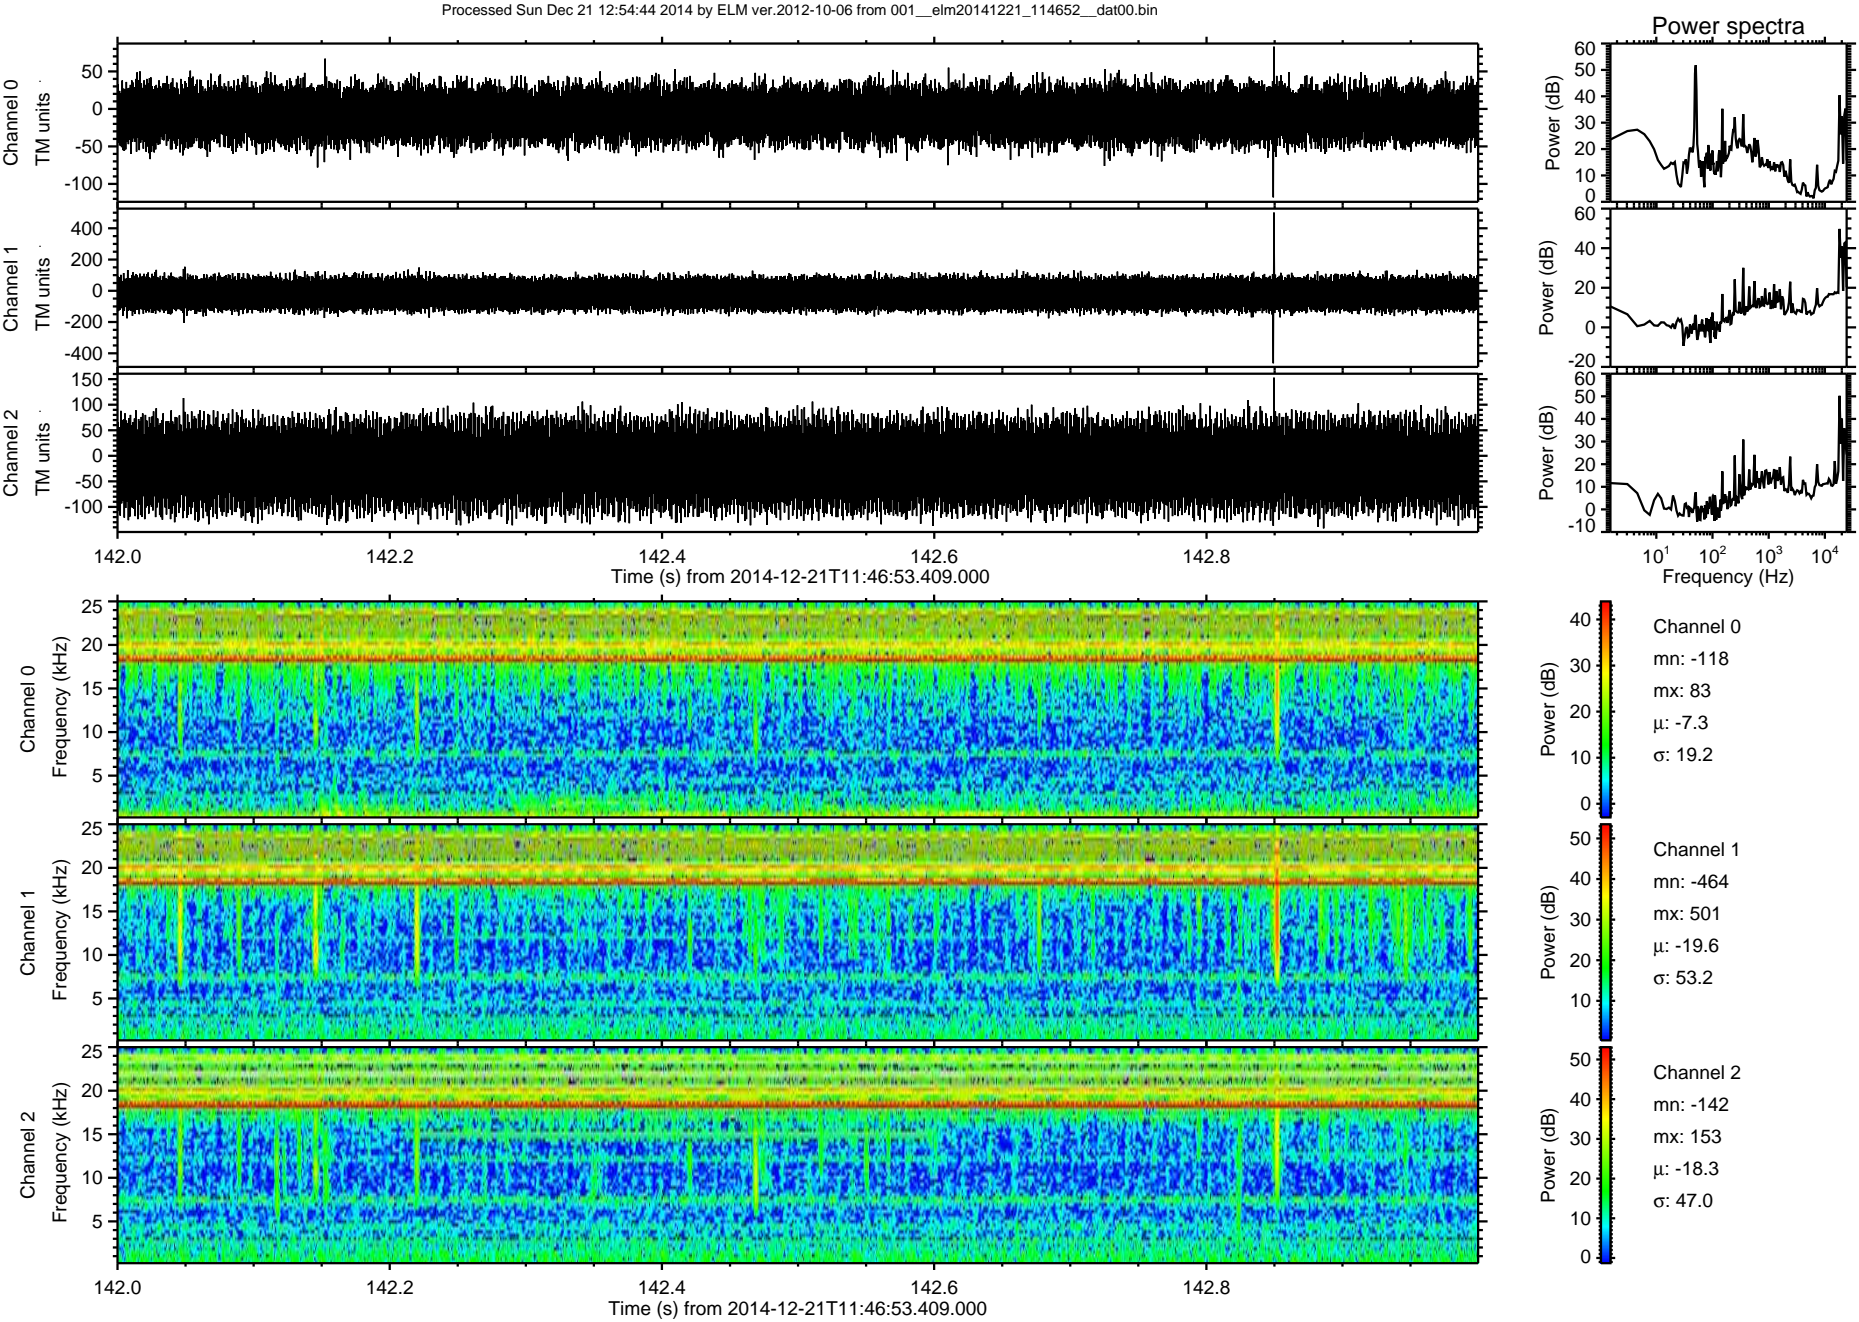 Processed Sun Dec 21 12:54:44 2014 by ELM ver.2012-10-06 from 001__elm20141221_114652__dat00.bin
Power spectra
Channel 0
TM units
50
0
-50
-100
Power (dB)
60
50
40
30
20
10
0
Channel 1
TM units
400
200
0
-200
-400
Power (dB)
60
40
20
0
-20
Channel 2
TM units
150
100
50
0
-50
-100
Power (dB)
60
50
40
30
20
10
0
-10
142.0 142.2 142.4 142.6 142.8
Time (s) from 2014-12-21T11:46:53.409.000
10^1 10^2 10^3 10^4
Frequency (Hz)
Channel 0
Frequency (kHz)
25
20
15
10
5
Power (dB)
40
30
20
10
0
Channel 0
mn: -118
mx: 83
μ: -7.3
σ: 19.2
Channel 1
Frequency (kHz)
25
20
15
10
5
Power (dB)
50
40
30
20
10
Channel 1
mn: -464
mx: 501
μ: -19.6
σ: 53.2
Channel 2
Frequency (kHz)
25
20
15
10
5
Power (dB)
50
40
30
20
10
0
Channel 2
mn: -142
mx: 153
μ: -18.3
σ: 47.0
142.0 142.2 142.4 142.6 142.8
Time (s) from 2014-12-21T11:46:53.409.000